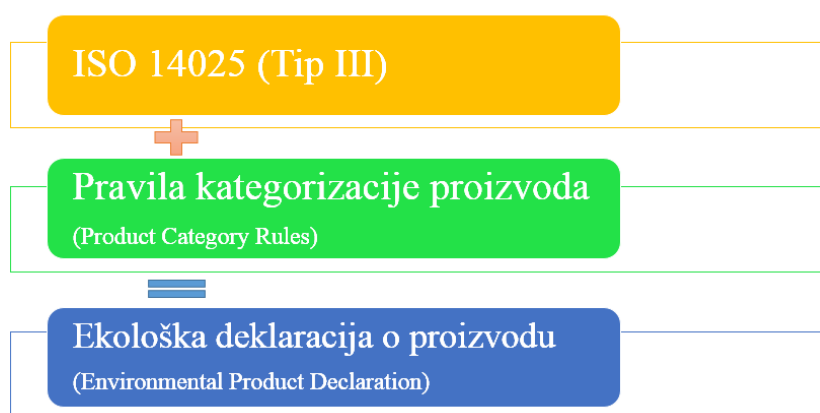 ISO 14025 (Tip III)
Pravila kategorizacije proizvoda
(Product Category Rules)
Ekološka deklaracija o proizvodu
(Environmental Product Declaration)